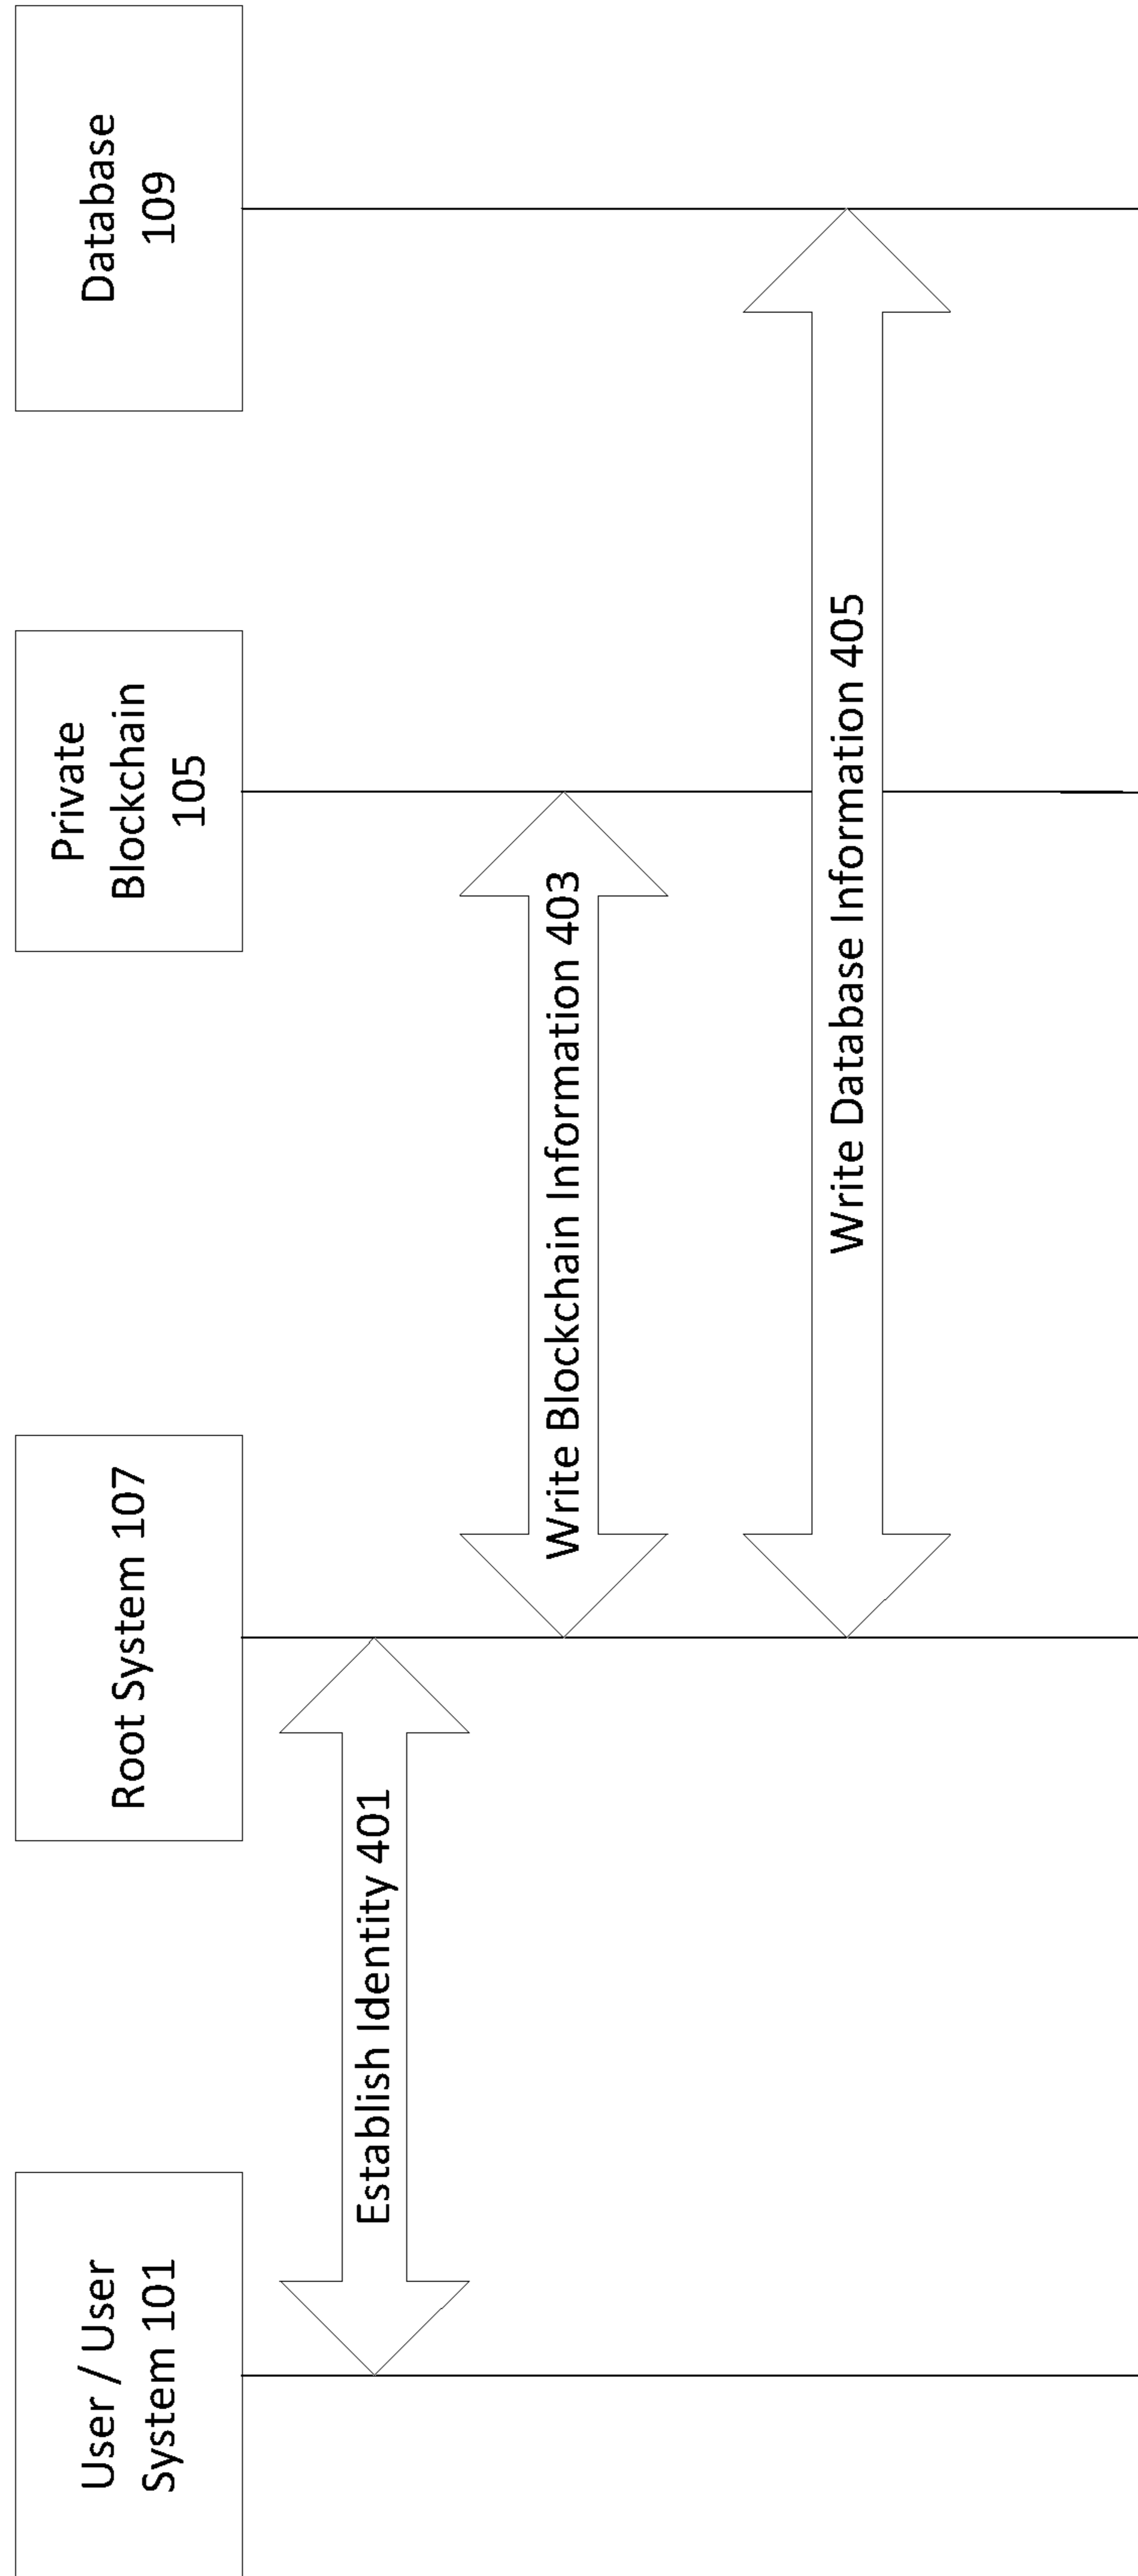 User / User
System 101
Root System 107
Private
Blockchain
105
Database
109
Establish Identity 401
Write Blockchain Information 403
Write Database Information 405